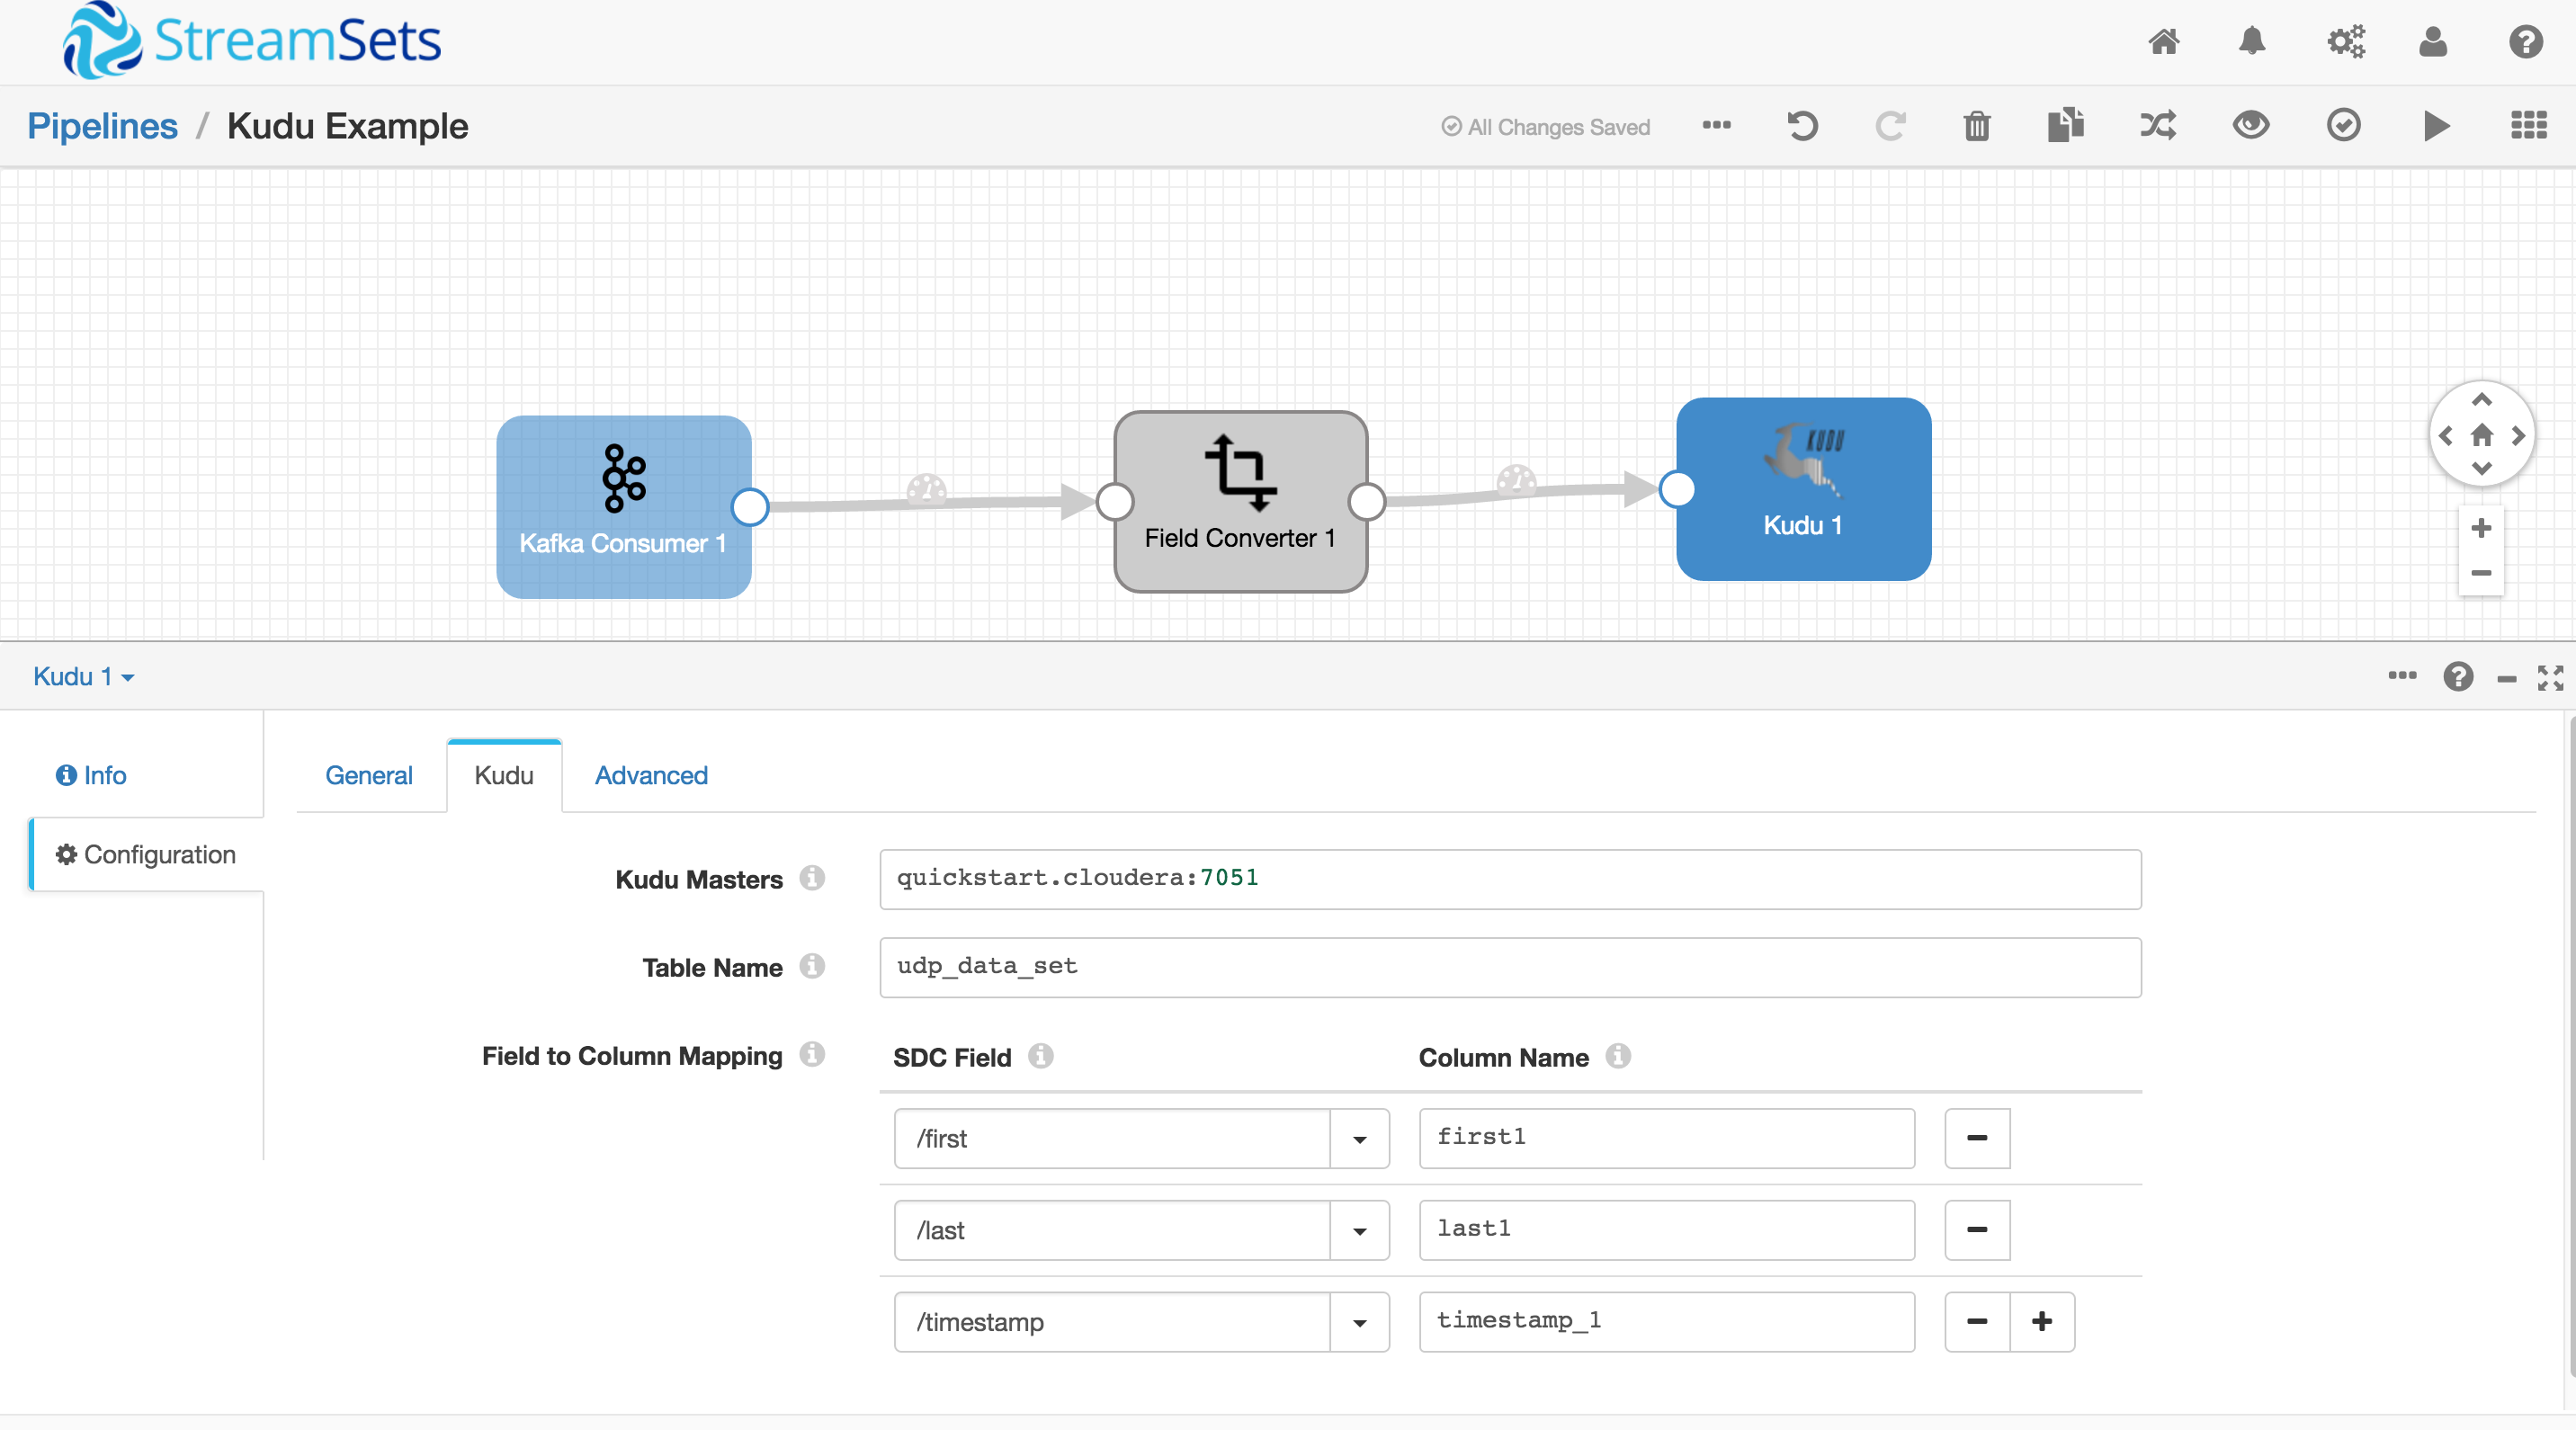 StreamSets
Pipelines / Kudu Example
All Changes Saved
KUDU
Kafka Consumer 1
Field Converter 1
Kudu 1
Kudu 1
Info
Configuration
General
Kudu
Advanced
Kudu Masters
quickstart.cloudera:7051
Table Name
udp_data_set
Field to Column Mapping
SDC Field
Column Name
/first
first1
/last
last1
/timestamp
timestamp_1